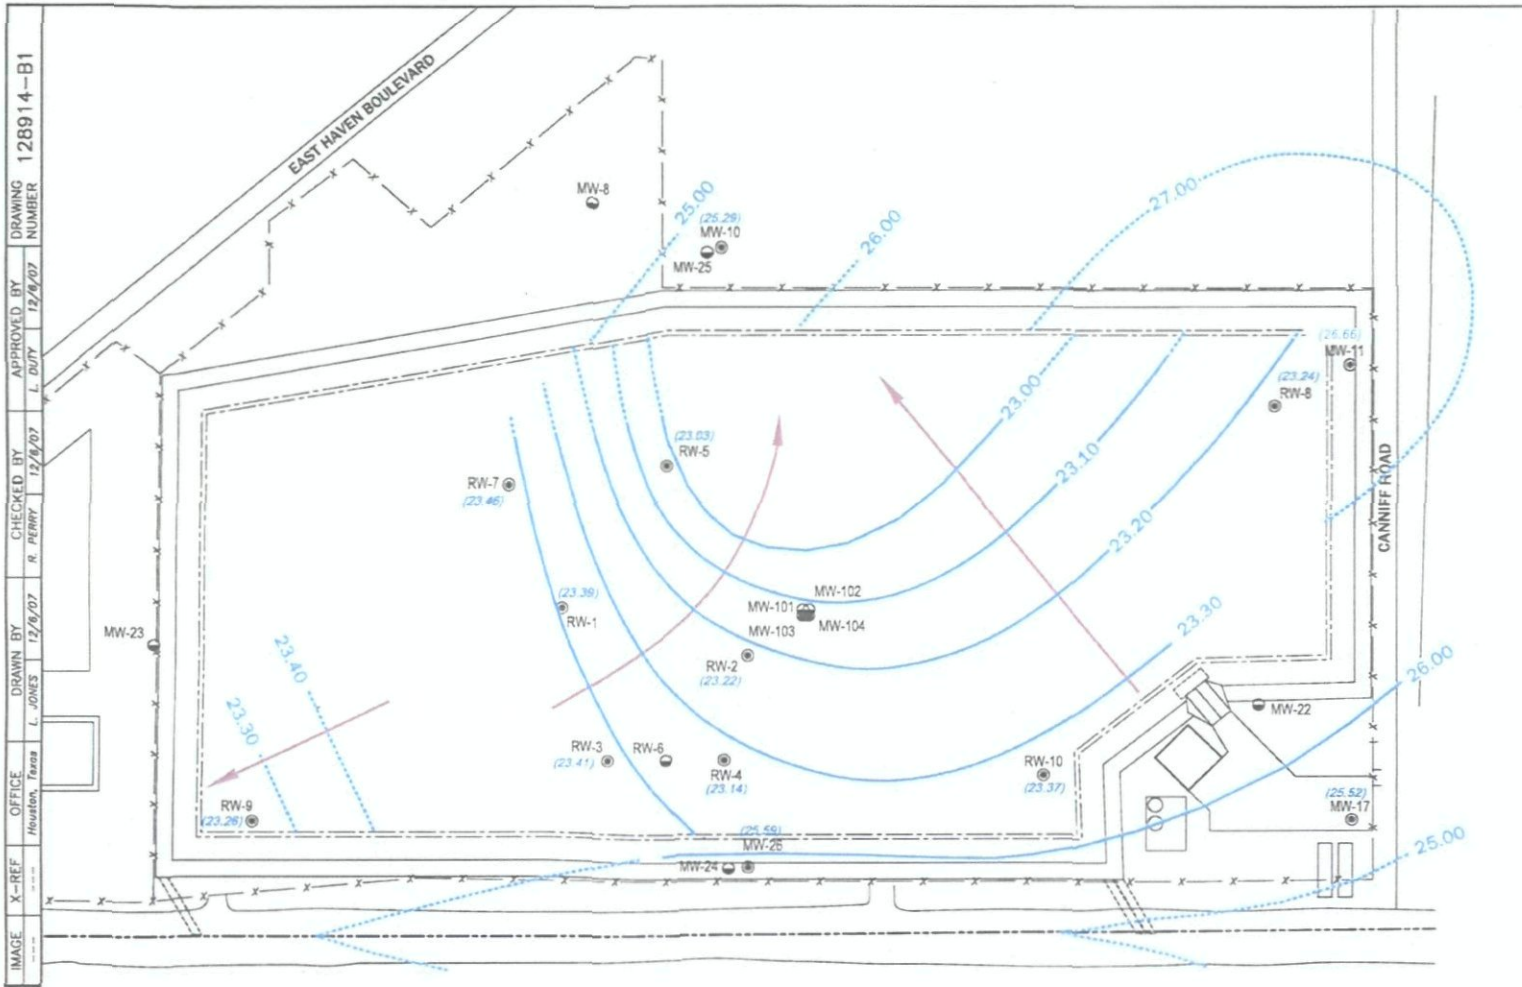 DRAWING NUMBER 128914-B1
APPROVED BY L. DUTY 12/6/07
CHECKED BY R. PERRY 12/6/07
DRAWN BY L. JONES 12/6/07
OFFICE Houston, Texas
X-REF ----
IMAGE ----
EAST HAVEN BOULEVARD
MW-8
25.00
(25.29)
MW-10
MW-25
26.00
27.00
MW-11
(23.24)
RW-8
23.00
(23.03)
RW-5
23.10
RW-7
(23.46)
CANNIFF ROAD
23.20
(23.39)
RW-1
MW-102
MW-101
MW-103
MW-104
23.30
MW-23
RW-2
(23.22)
23.40
23.30
26.00
MW-22
RW-3
(23.41)
RW-6
RW-4
(23.14)
RW-10
(23.37)
RW-9
(23.26)
(25.52)
MW-17
(25.59)
MW-26
MW-24
25.00